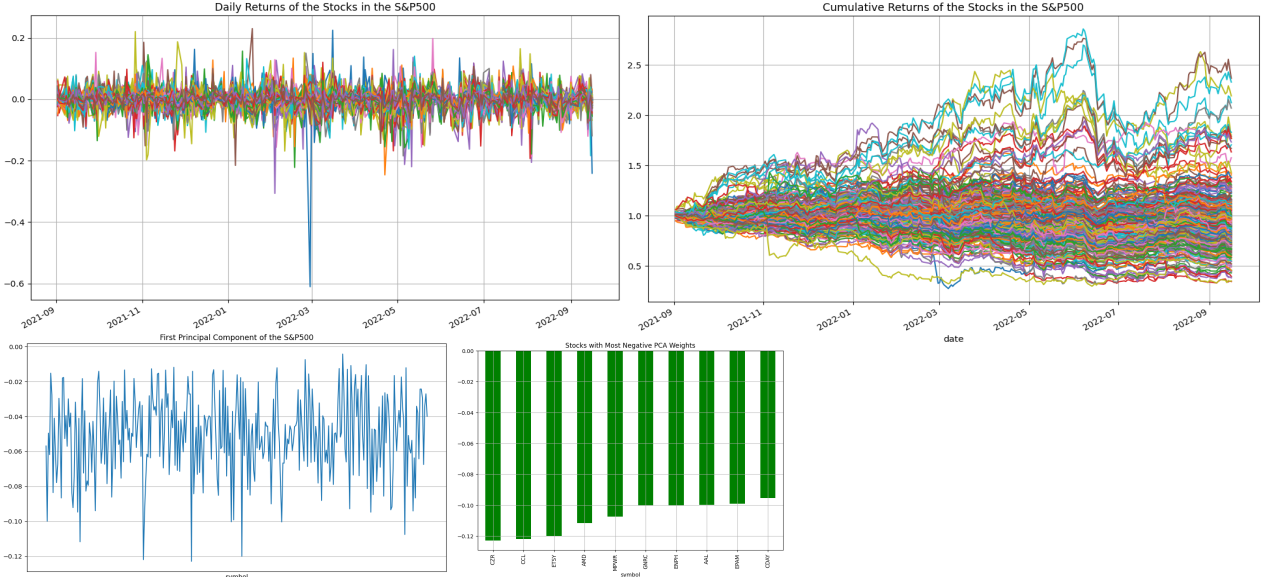 Daily Returns of the Stocks in the S&P500
0.2
0.0
−0.2
−0.4
−0.6
2021-09
2021-11
2022-01
2022-03
2022-05
2022-07
2022-09
Cumulative Returns of the Stocks in the S&P500
2.5
2.0
1.5
1.0
0.5
2021-09
2021-11
2022-01
2022-03
2022-05
2022-07
2022-09
date
First Principal Component of the S&P500
0.00
−0.02
−0.04
−0.06
−0.08
−0.10
−0.12
symbol
Stocks with Most Negative PCA Weights
0.00
−0.02
−0.04
−0.06
−0.08
−0.10
−0.12
CZR
CCL
ETSY
AMD
MPWR
GNRC
ENPH
AAL
EPAM
CDAY
symbol